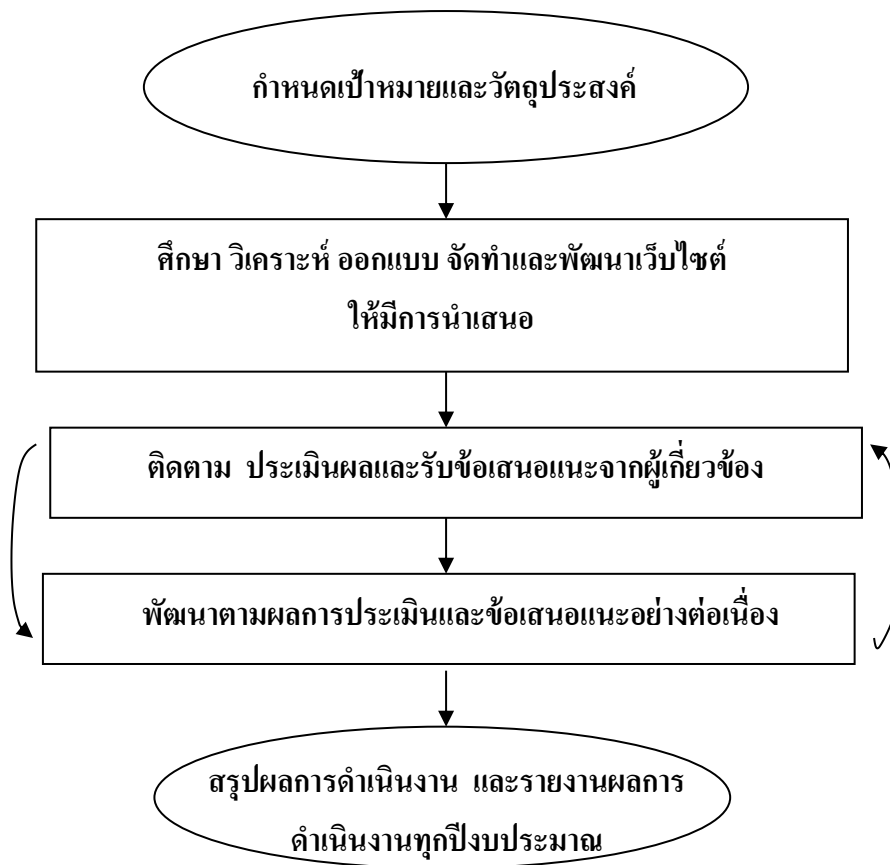 กำหนดเป้าหมายและวัตถุประสงค์
ศึกษา วิเคราะห์ ออกแบบ จัดทำและพัฒนาเว็บไซต์
ให้มีการนำเสนอ
ติดตาม ประเมินผลและรับข้อเสนอแนะจากผู้เกี่ยวข้อง
พัฒนาตามผลการประเมินและข้อเสนอแนะอย่างต่อเนื่อง
สรุปผลการดำเนินงาน และรายงานผลการ
ดำเนินงานทุกปีงบประมาณ